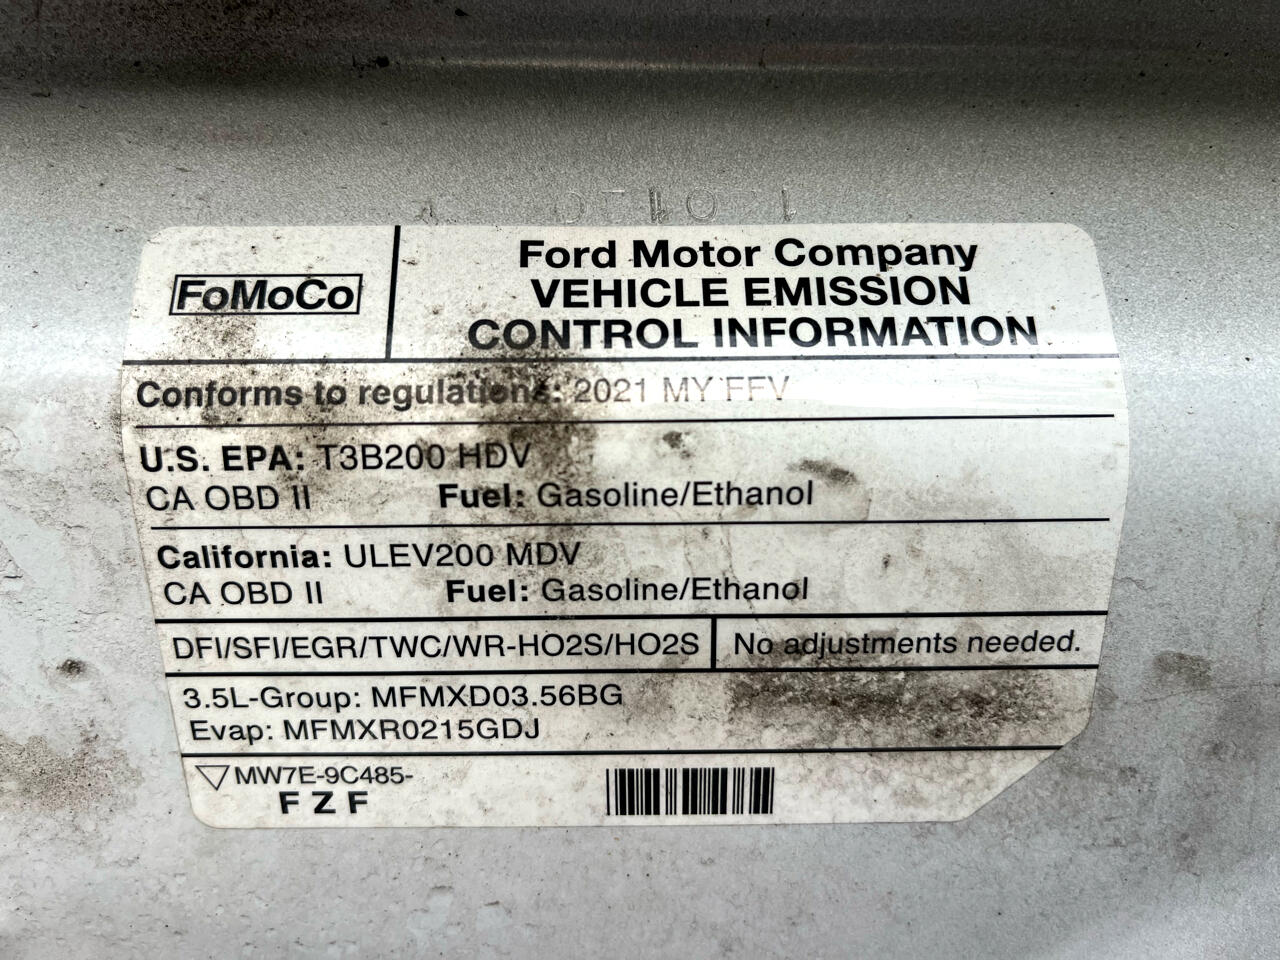 FoMoCo
Ford Motor Company
VEHICLE EMISSION
CONTROL INFORMATION
Conforms to regulations: 2021 MY FFV
U.S. EPA: T3B200 HDV
CA OBD II Fuel: Gasoline/Ethanol
California: ULEV200 MDV
CA OBD II Fuel: Gasoline/Ethanol
DFI/SFI/EGR/TWC/WR-HO2S/HO2S No adjustments needed.
3.5L-Group: MFMXD03.56BG
Evap: MFMXR0215GDJ
MW7E-9C485-
FZF